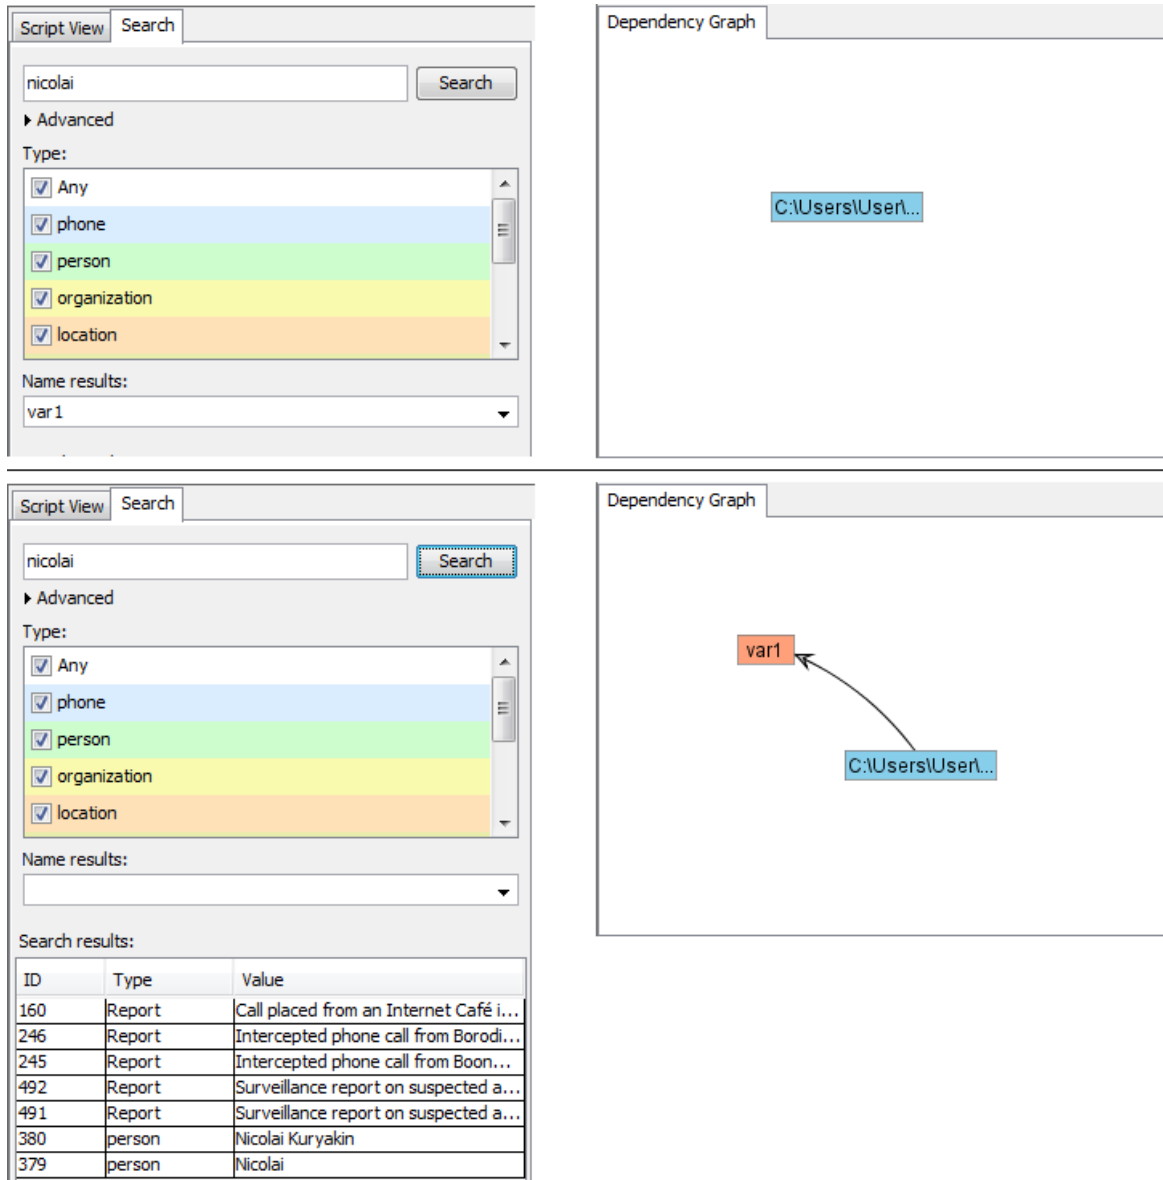 Script View Search
nicolai Search
Advanced
Type:
Any
phone
person
organization
location
Name results:
var1
Dependency Graph
C:\Users\User\...
Script View Search
nicolai Search
Advanced
Type:
Any
phone
person
organization
location
Name results:
Search results:
ID Type Value
160 Report Call placed from an Internet Café i...
246 Report Intercepted phone call from Borodi...
245 Report Intercepted phone call from Boon...
492 Report Surveillance report on suspected a...
491 Report Surveillance report on suspected a...
380 person Nicolai Kuryakin
379 person Nicolai
Dependency Graph
var1
C:\Users\User\...